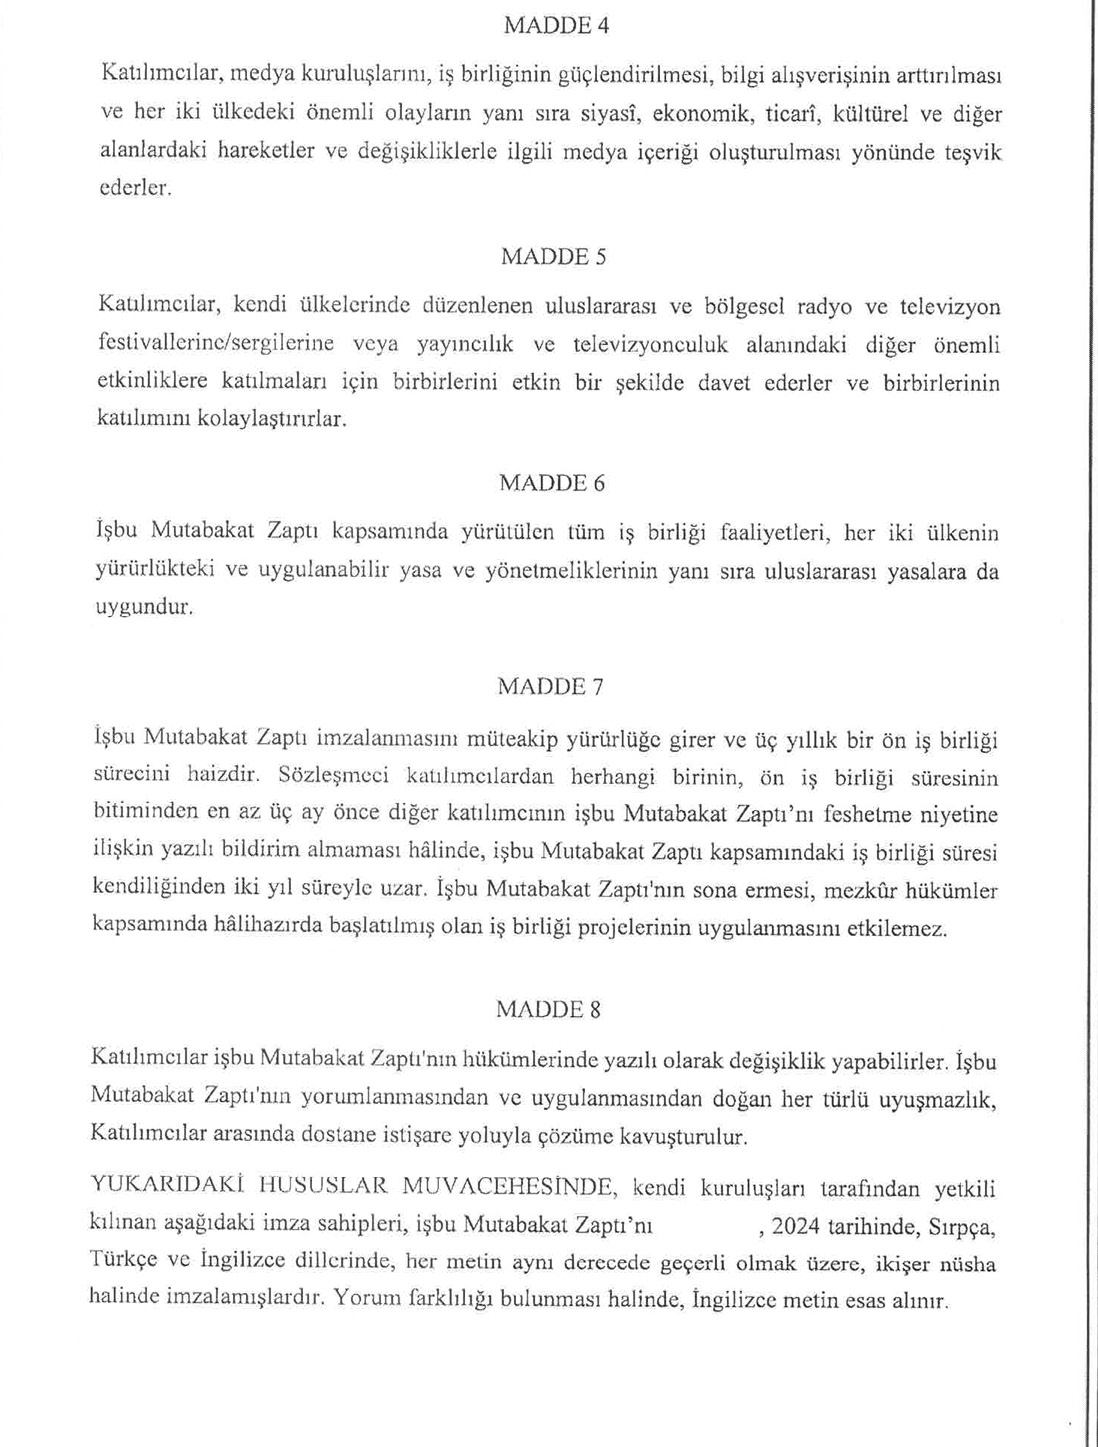 MADDE 4
Katılımcılar, medya kuruluşlarını, iş birliğinin güçlendirilmesi, bilgi alışverişinin arttırılması
ve her iki ülkedeki önemli olayların yanı sıra siyasî, ekonomik, ticarî, kültürel ve diğer
alanlardaki hareketler ve değişikliklerle ilgili medya içeriği oluşturulması yönünde teşvik
ederler.
MADDE 5
Katılımcılar, kendi ülkelerinde düzenlenen uluslararası ve bölgesel radyo ve televizyon
festivallerine/sergilerine veya yayıncılık ve televizyonculuk alanındaki diğer önemli
etkinliklere katılmaları için birbirlerini etkin bir şekilde davet ederler ve birbirlerinin
katılımını kolaylaştırırlar.
MADDE 6
İşbu Mutabakat Zaptı kapsamında yürütülen tüm iş birliği faaliyetleri, her iki ülkenin
yürürlükteki ve uygulanabilir yasa ve yönetmeliklerinin yanı sıra uluslararası yasalara da
uygundur.
MADDE 7
İşbu Mutabakat Zaptı imzalanmasını müteakip yürürlüğe girer ve üç yıllık bir ön iş birliği
sürecini haizdir. Sözleşmeci katılımcılardan herhangi birinin, ön iş birliği süresinin
bitiminden en az üç ay önce diğer katılımcının işbu Mutabakat Zaptı’nı feshetme niyetine
ilişkin yazılı bildirim almaması hâlinde, işbu Mutabakat Zaptı kapsamındaki iş birliği süresi
kendiliğinden iki yıl süreyle uzar. İşbu Mutabakat Zaptı'nın sona ermesi, mezkûr hükümler
kapsamında hâlihazırda başlatılmış olan iş birliği projelerinin uygulanmasını etkilemez.
MADDE 8
Katılımcılar işbu Mutabakat Zaptı'nın hükümlerinde yazılı olarak değişiklik yapabilirler. İşbu
Mutabakat Zaptı'nın yorumlanmasından ve uygulanmasından doğan her türlü uyuşmazlık,
Katılımcılar arasında dostane istişare yoluyla çözüme kavuşturulur.
YUKARIDAKİ HUSUSLAR MUVACEHESİNDE, kendi kuruluşları tarafından yetkili
kılınan aşağıdaki imza sahipleri, işbu Mutabakat Zaptı’nı , 2024 tarihinde, Sırpça,
Türkçe ve İngilizce dillerinde, her metin aynı derecede geçerli olmak üzere, ikişer nüsha
halinde imzalamışlardır. Yorum farklılığı bulunması halinde, İngilizce metin esas alınır.